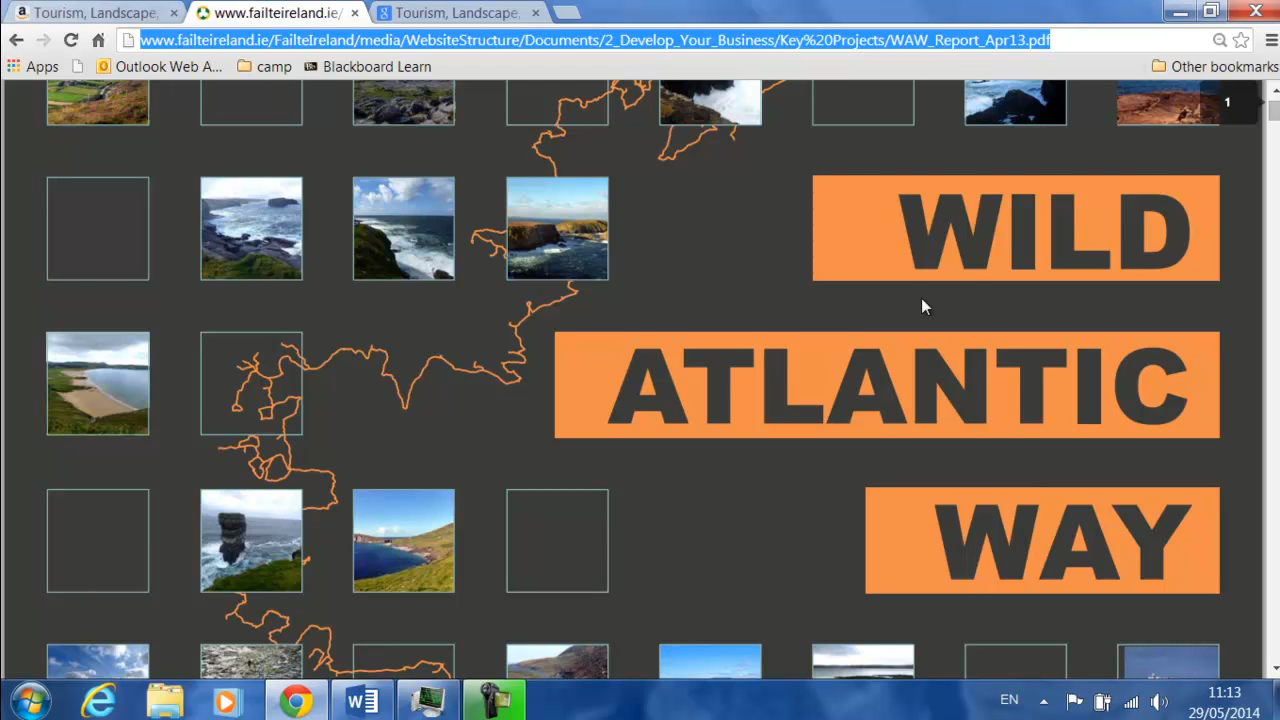 Tourism, Landscape,
www.failteireland.ie/
Tourism, Landscape,
www.failteireland.ie/FailteIreland/media/WebsiteStructure/Documents/2_Develop_Your_Business/Key%20Projects/WAW_Report_Apr13.pdf
Apps
Outlook Web A...
camp
Blackboard Learn
Other bookmarks
1
WILD
ATLANTIC
WAY
EN
11:13
29/05/2014